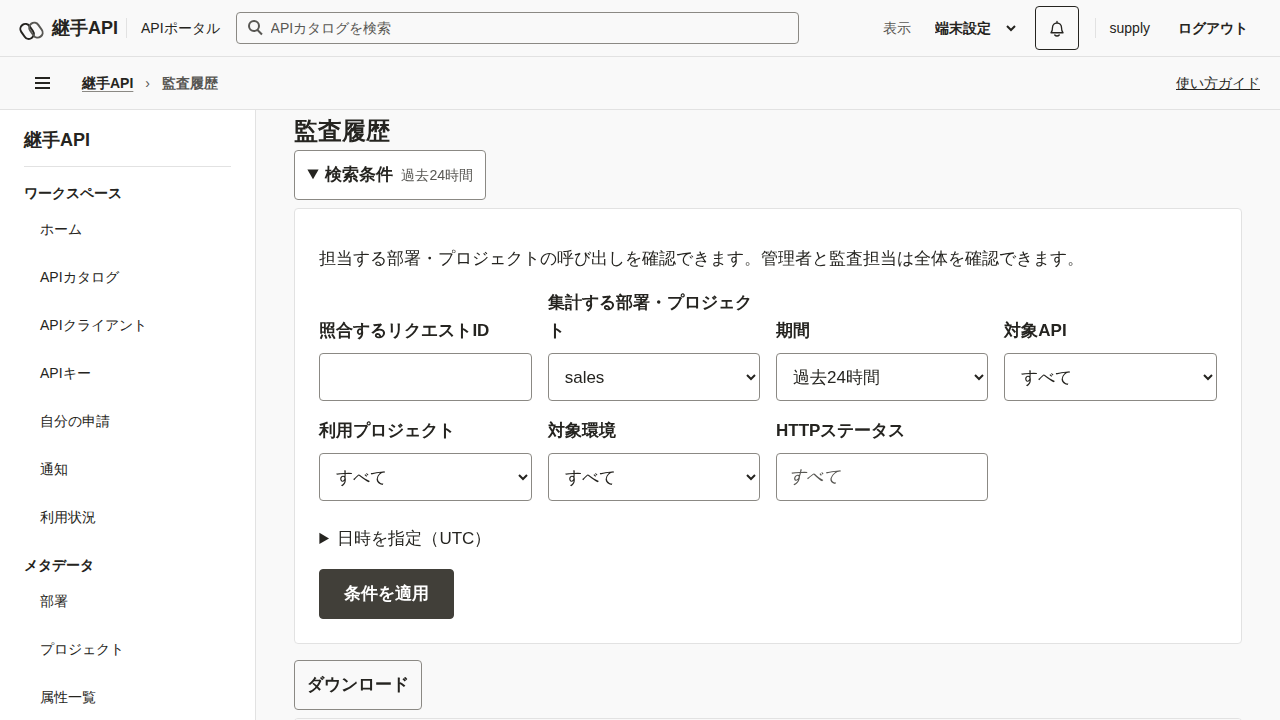 継手API
APIポータル
APIカタログを検索
表示
端末設定
supply
ログアウト
継手API › 監査履歴
使い方ガイド
継手API
ワークスペース
ホーム
APIカタログ
APIクライアント
APIキー
自分の申請
通知
利用状況
メタデータ
部署
プロジェクト
属性一覧
監査履歴
▼ 検索条件 過去24時間
担当する部署・プロジェクトの呼び出しを確認できます。管理者と監査担当は全体を確認できます。
照合するリクエストID
集計する部署・プロジェク
ト
sales
期間
過去24時間
対象API
すべて
利用プロジェクト
すべて
対象環境
すべて
HTTPステータス
すべて
▶ 日時を指定（UTC）
条件を適用
ダウンロード